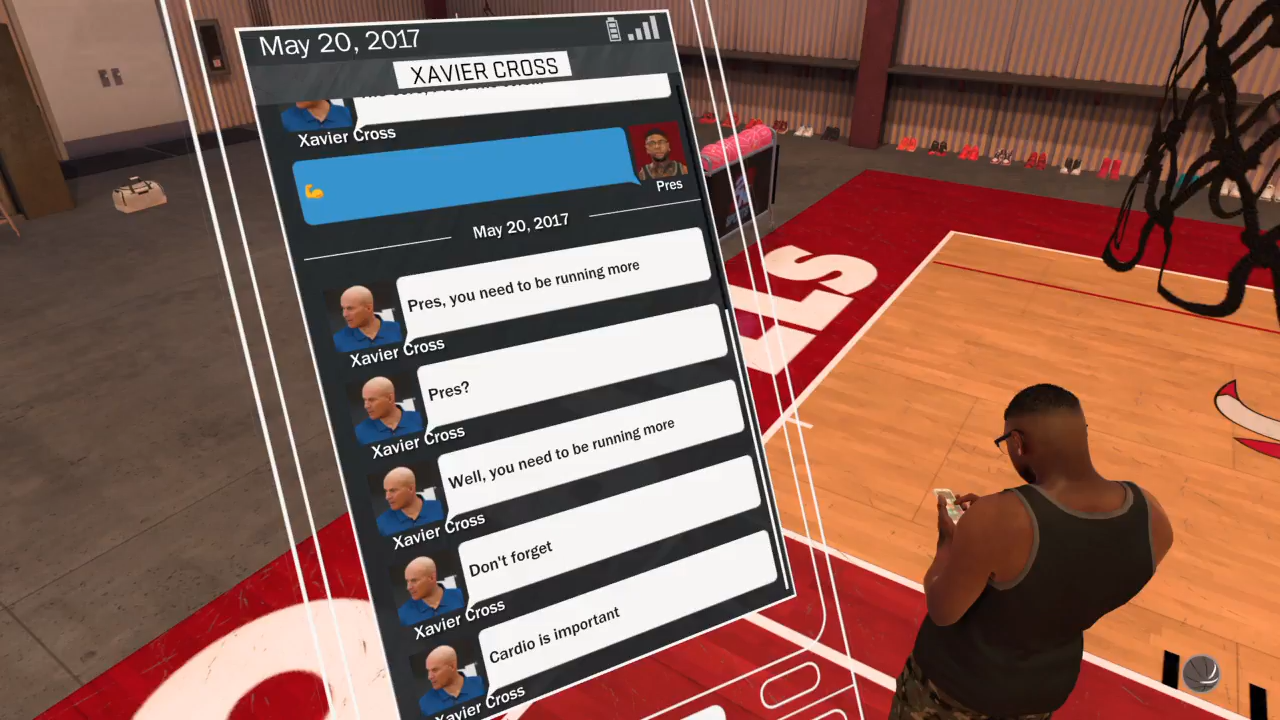 May 20, 2017
XAVIER CROSS
Xavier Cross
Pres
May 20, 2017
Pres, you need to be running more
Xavier Cross
Pres?
Xavier Cross
Well, you need to be running more
Xavier Cross
Don't forget
Xavier Cross
Cardio is important
Xavier Cross